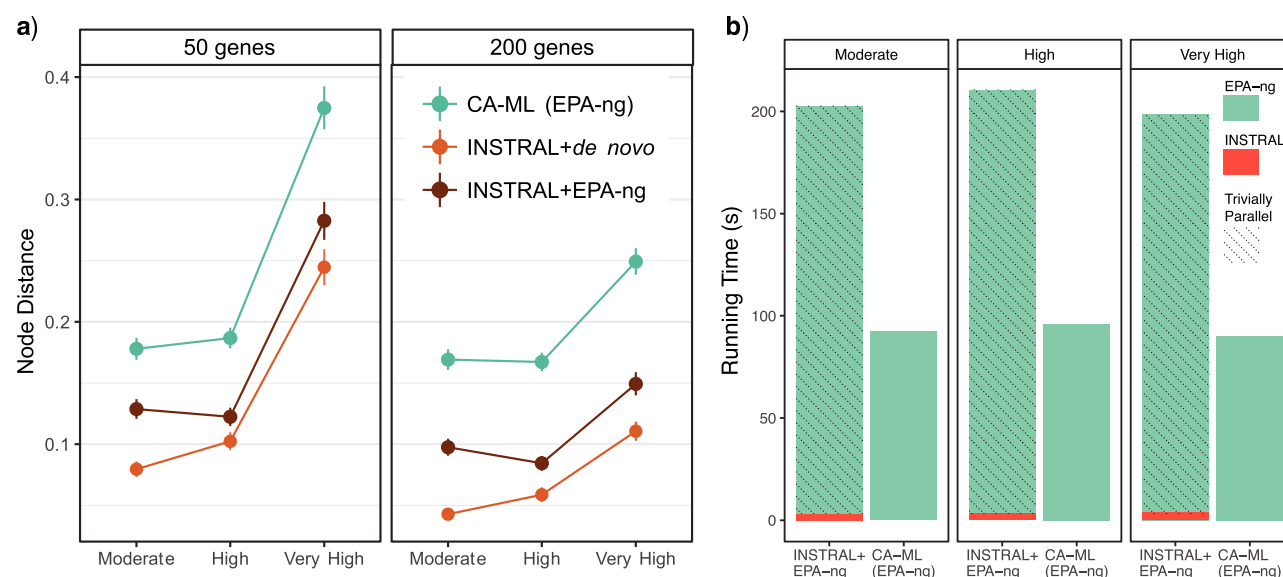 a)
50 genes
200 genes
Node Distance
0.4
0.3
0.2
0.1
CA-ML (EPA-ng)
INSTRAL+de novo
INSTRAL+EPA-ng
Moderate
High
Very High
Moderate
High
Very High
b)
Moderate
High
Very High
Running Time (s)
200
150
100
50
0
EPA−ng
INSTRAL
Trivially
Parallel
INSTRAL+
EPA−ng
CA−ML
(EPA−ng)
INSTRAL+
EPA−ng
CA−ML
(EPA−ng)
INSTRAL+
EPA−ng
CA−ML
(EPA−ng)